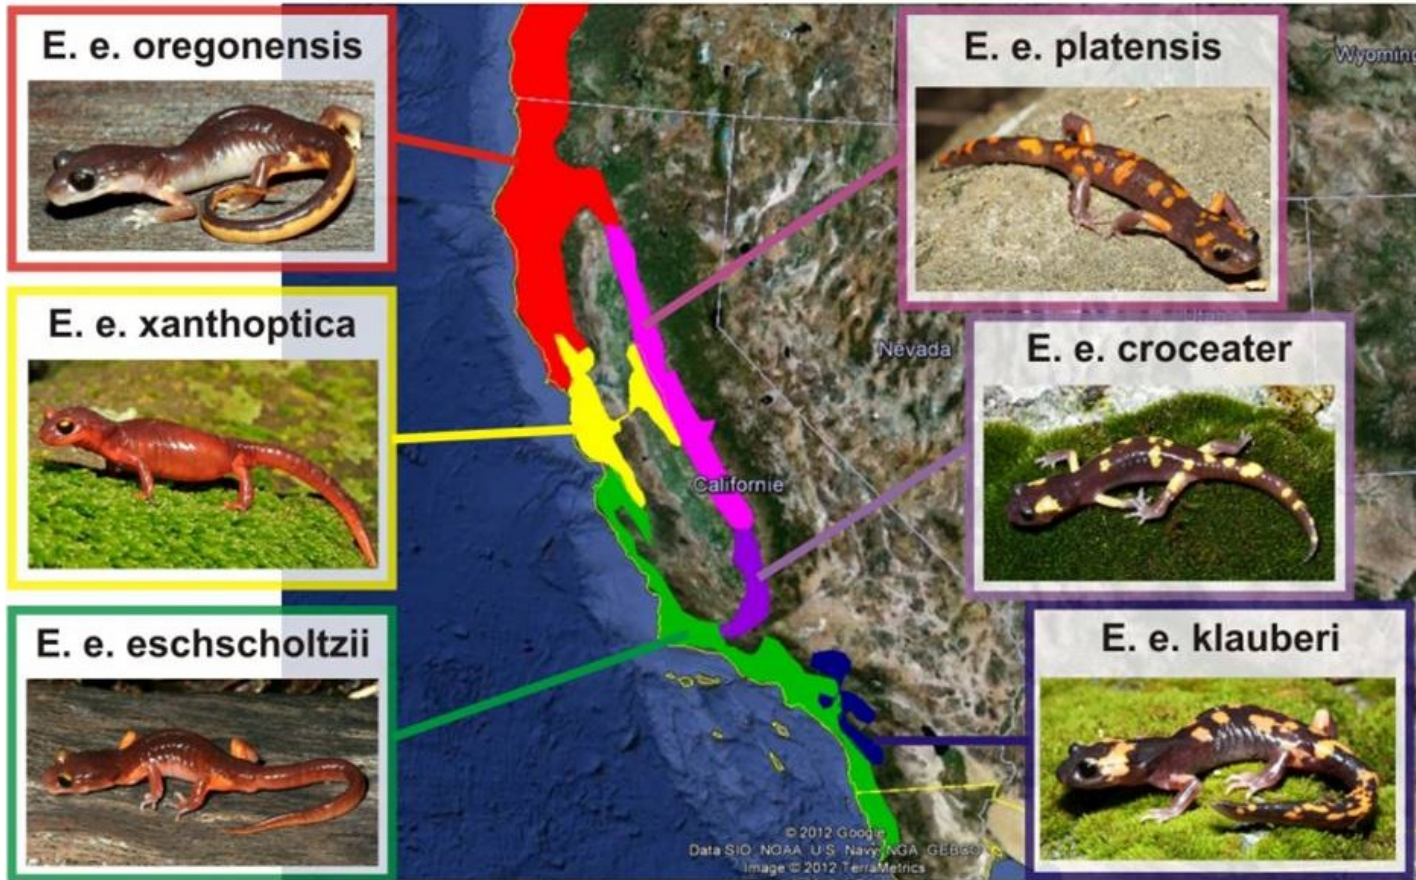 E. e. oregonensis
E. e. platensis
Wyoming
E. e. xanthoptica
Nevada
E. e. croceater
Californie
E. e. eschscholtzii
E. e. klauberi
© 2012 Google
Data SIO, NOAA, U.S. Navy, NGA, GEBCO
Image © 2012 TerraMetrics